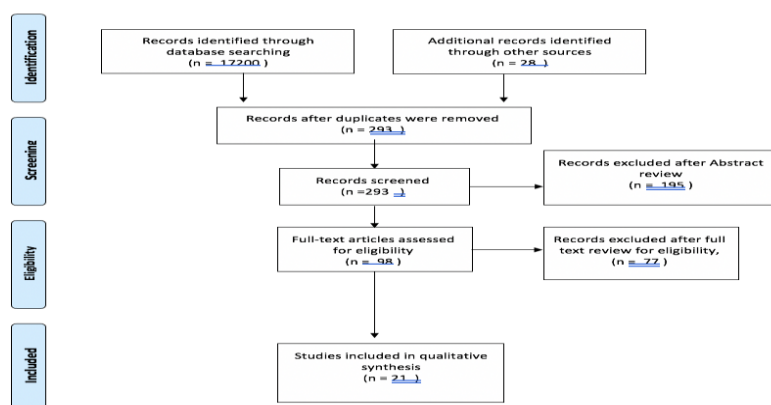 Identification
Records identified through
database searching
(n = 17200 )
Additional records identified
through other sources
(n = 28 )
Records after duplicates were removed
(n = 293 )
Screening
Records screened
(n =293 )
Records excluded after Abstract
review
(n = 195 )
Eligibility
Full-text articles assessed
for eligibility
(n = 98 )
Records excluded after full
text review for eligibility,
(n = 77 )
Included
Studies included in qualitative
synthesis
(n = 21 )